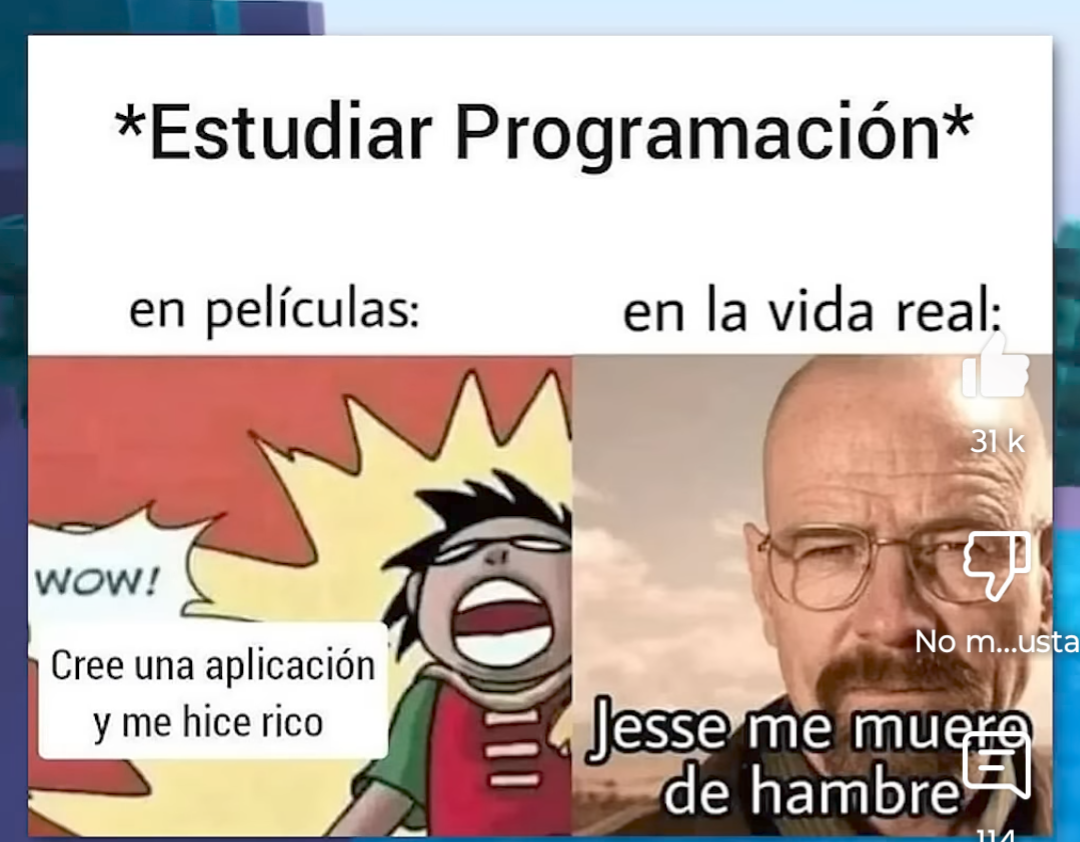 *Estudiar Programación*
en películas:
en la vida real:
31 k
WOW!
No m...usta
Cree una aplicación
y me hice rico
Jesse me muero
de hambre
114